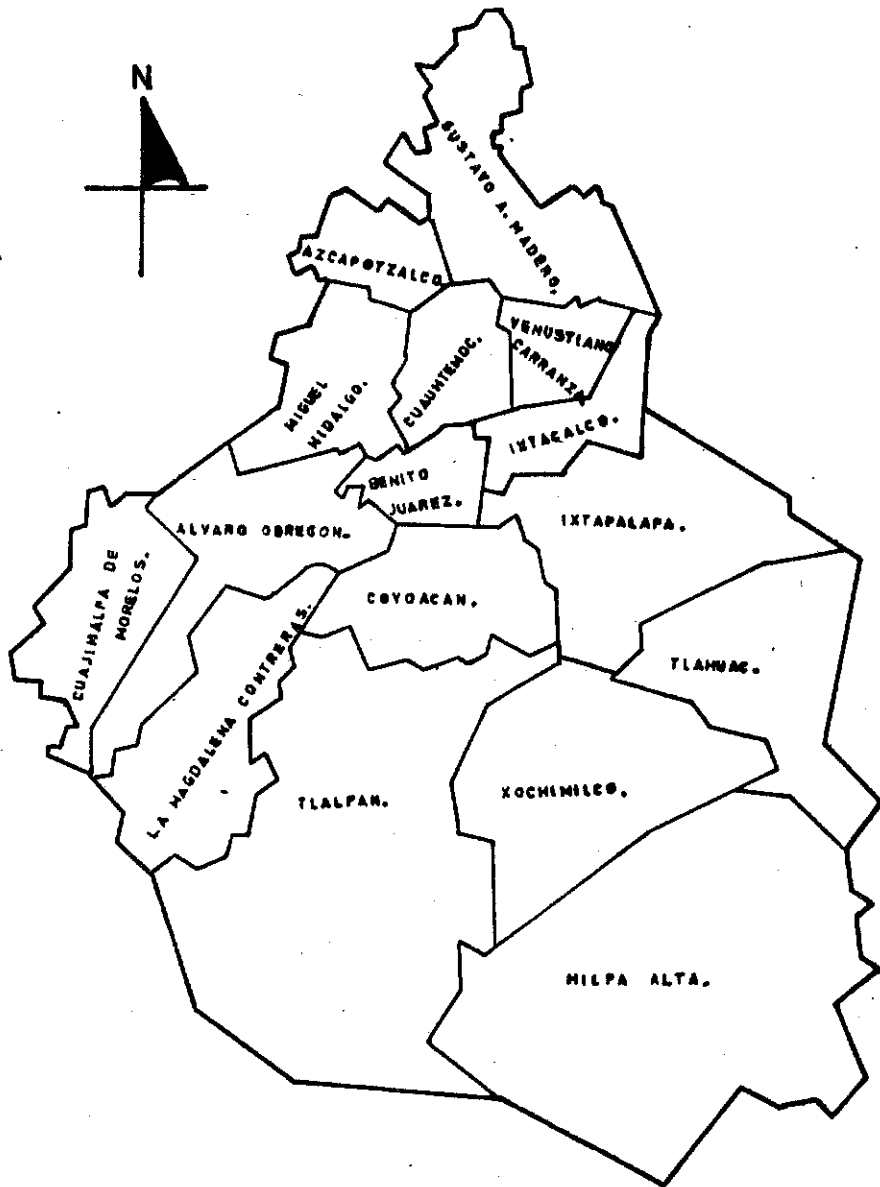 N
GUSTAVO A. MADERO.
AZCAPOTZALCO
VENUSTIANO
CARRANZA
CUAUHTEMOC.
MIGUEL
HIDALGO.
IXTACALCO.
BENITO
JUAREZ.
ALVARO OBREGON.
IXTAPALAPA.
CUAJIMALPA DE
MORELOS.
COYOACAN.
LA MAGDALENA CONTRERAS.
TLAHUAC.
TLALPAN.
XOCHIMILCO.
MILPA ALTA.